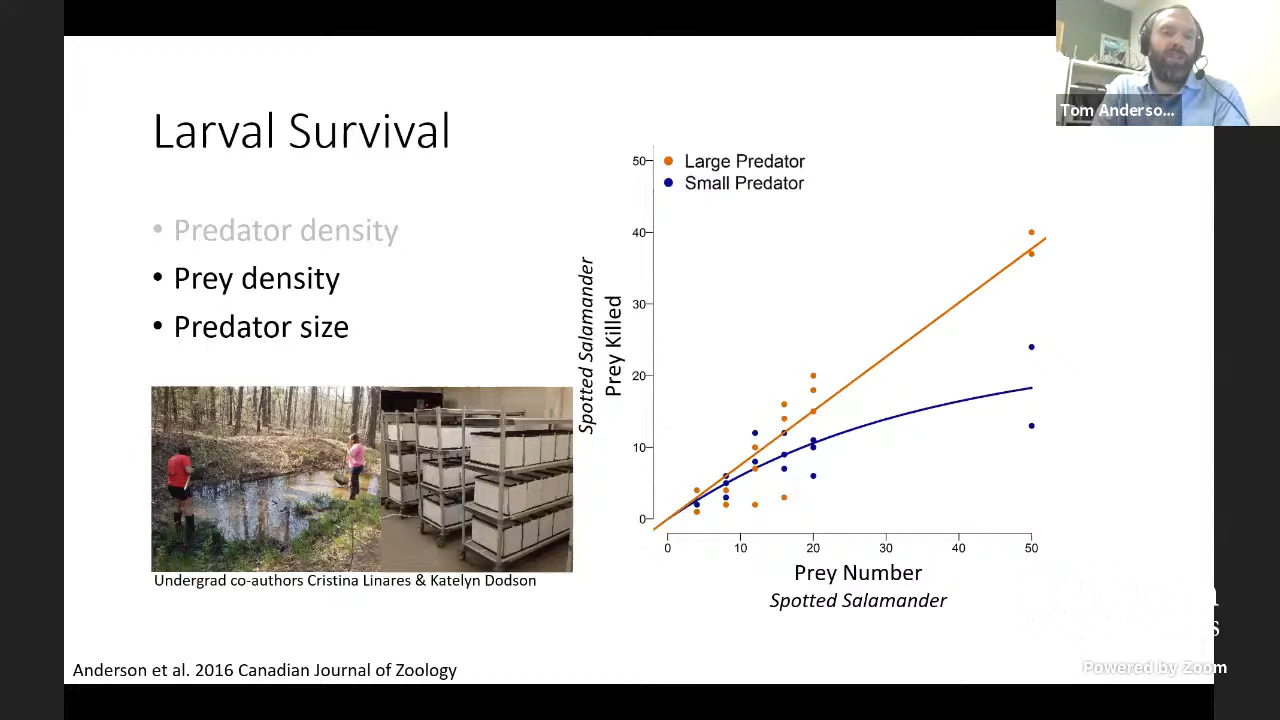 Tom Anderso...
Larval Survival
• Predator density
• Prey density
• Predator size
Undergrad co-authors Cristina Linares & Katelyn Dodson
Anderson et al. 2016 Canadian Journal of Zoology
Large Predator
Small Predator
50
40
30
20
10
0
Spotted Salamander
Prey Killed
0 10 20 30 40 50
Prey Number
Spotted Salamander
Powered by Zoom